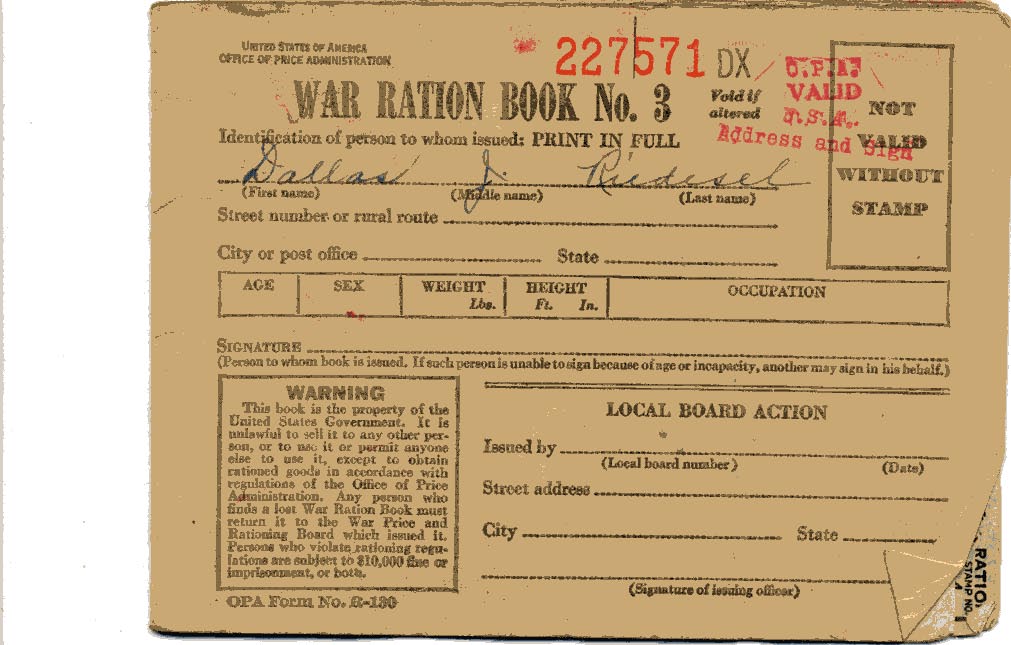 UNITED STATES OF AMERICA
OFFICE OF PRICE ADMINISTRATION
227571 DX
Void if
altered
O.P.A.
VALID
U.S.A.
Address and Sign
NOT
VALID
WITHOUT
STAMP
WAR RATION BOOK No. 3
Identification of person to whom issued: PRINT IN FULL
Dallas J. Riedesel
(First name) (Middle name) (Last name)
Street number or rural route
City or post office State
AGE SEX WEIGHT HEIGHT OCCUPATION
Lbs. Ft. In.
SIGNATURE
(Person to whom book is issued. If such person is unable to sign because of age or incapacity, another may sign in his behalf.)
WARNING
This book is the property of the
United States Government. It is
unlawful to sell it to any other per-
son, or to use it or permit anyone
else to use it, except to obtain
rationed goods in accordance with
regulations of the Office of Price
Administration. Any person who
finds a lost War Ration Book must
return it to the War Price and
Rationing Board which issued it.
Persons who violate rationing regu-
lations are subject to $10,000 fine or
imprisonment, or both.
OPA Form No. R-130
LOCAL BOARD ACTION
Issued by
(Local board number) (Date)
Street address
City State
(Signature of issuing officer)
RATION
STAMP NO.